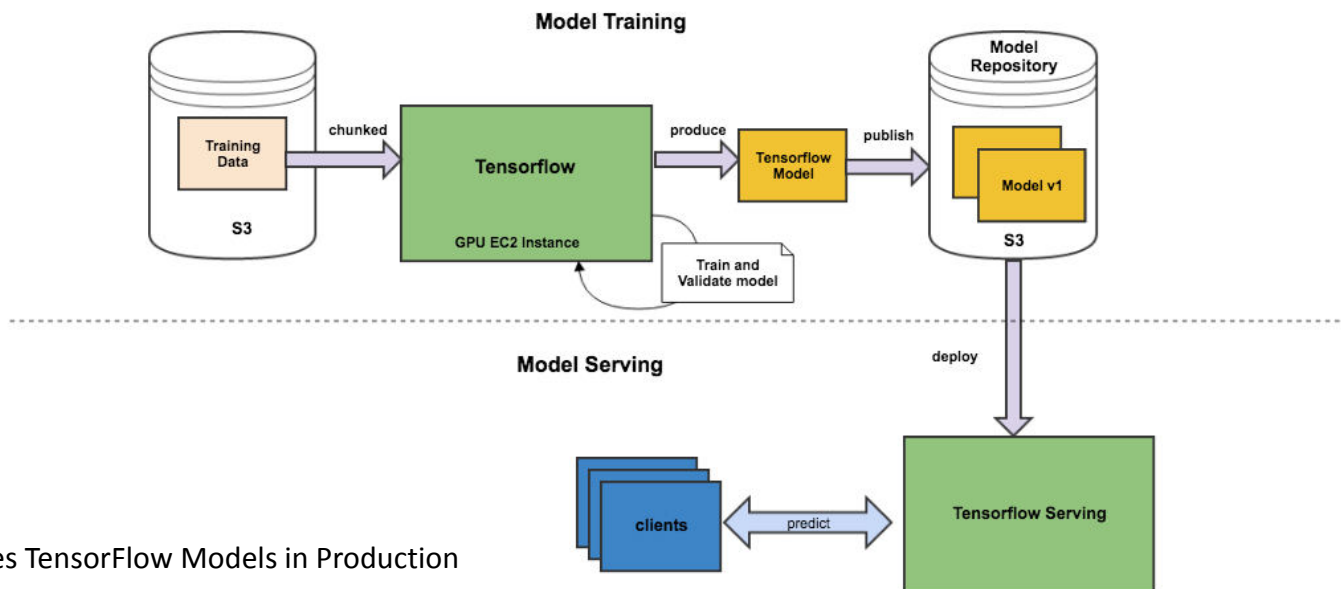 Model Training
Model
Repository
chunked
produce
publish
Training
Data
Tensorflow
Tensorflow
Model
Model v1
S3
GPU EC2 Instance
S3
Train and
Validate model
Model Serving
deploy
clients
predict
Tensorflow Serving
es TensorFlow Models in Production